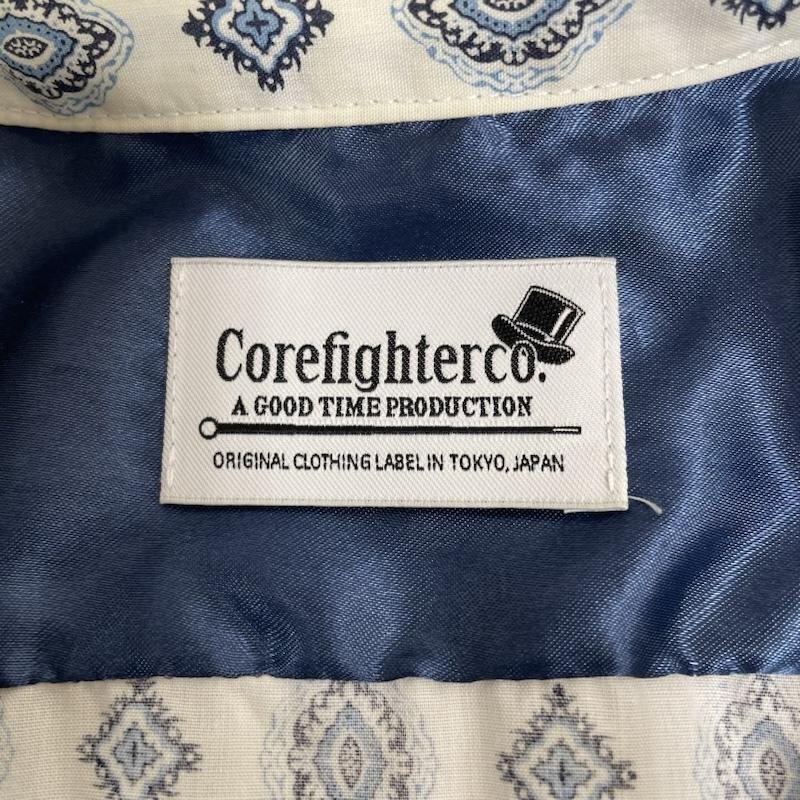 Corefighterco.
A GOOD TIME PRODUCTION
ORIGINAL CLOTHING LABEL IN TOKYO, JAPAN